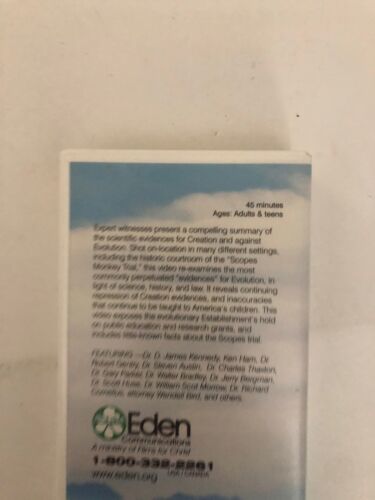 45 minutes
Ages: Adults & teens
Expert witnesses present a compelling summary of
the scientific evidences for Creation and against
Evolution. Shot on-location in many different settings,
including the historic courtroom of the "Scopes
Monkey Trial," this video re-examines the most
commonly perpetuated "evidences" for Evolution, in
light of science, history, and law. It reveals continuing
repression of Creation evidences, and inaccuracies
that continue to be taught to America's children. This
video exposes the evolutionary Establishment's hold
on public education and research grants, and
includes little-known facts about the Scopes trial.
FEATURING—Dr. D. James Kennedy, Ken Ham, Dr.
Robert Gentry, Dr. Steven Austin, Dr. Charles Thaxton,
Dr. Gary Parker, Dr. Walter Bradley, Dr. Jerry Bergman,
Dr. Scott Huse, Dr. William Scot Morrow, Dr. Richard
Cornelius, attorney Wendell Bird, and others.
Eden
Communications
A ministry of Films for Christ
1-800-332-2261
USA / CANADA
www.eden.org